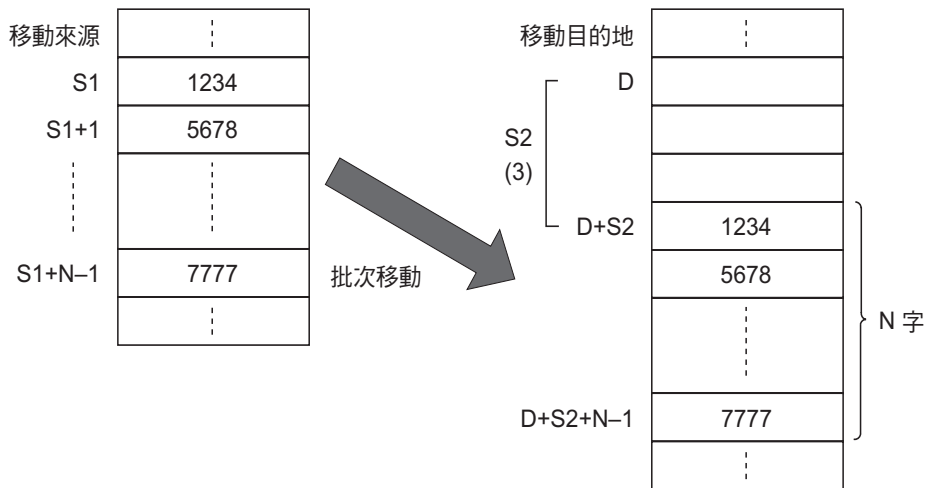 移動來源
S1
1234
S1+1
5678
S1+N–1
7777
批次移動
移動目的地
D
S2
(3)
D+S2
1234
5678
N 字
D+S2+N–1
7777